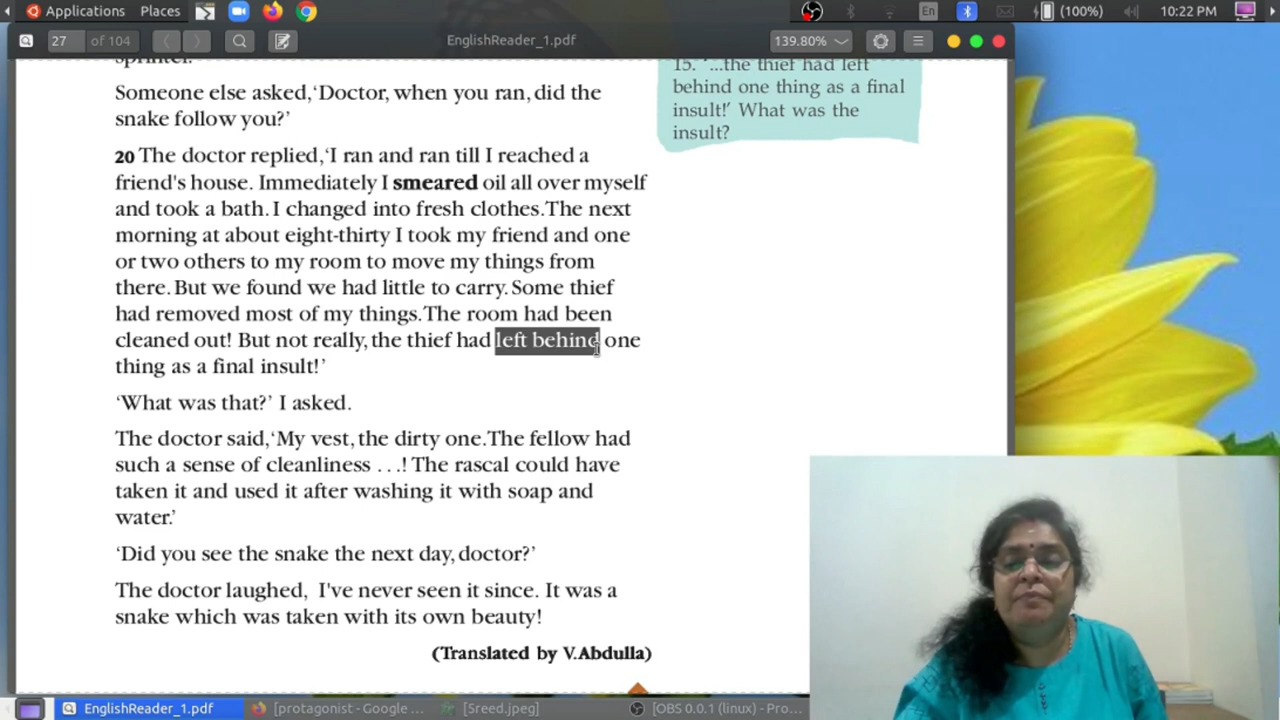 Applications Places
En
(100%)
10:22 PM
27 of 104
EnglishReader_1.pdf
139.80%
sprinter.
Someone else asked,‘Doctor, when you ran, did the
snake follow you?’
20 The doctor replied,‘I ran and ran till I reached a
friend's house. Immediately I smeared oil all over myself
and took a bath. I changed into fresh clothes.The next
morning at about eight-thirty I took my friend and one
or two others to my room to move my things from
there. But we found we had little to carry. Some thief
had removed most of my things.The room had been
cleaned out! But not really, the thief had left behind one
thing as a final insult!’
‘What was that?’ I asked.
The doctor said,‘My vest, the dirty one.The fellow had
such a sense of cleanliness . . .! The rascal could have
taken it and used it after washing it with soap and
water.’
‘Did you see the snake the next day, doctor?’
The doctor laughed, I've never seen it since. It was a
snake which was taken with its own beauty!
(Translated by V.Abdulla)
15. ‘...the thief had left
behind one thing as a final
insult!’ What was the
insult?
EnglishReader_1.pdf
[protagonist - Google ...
[5reed.jpeg]
[OBS 0.0.1 (linux) - Pro...